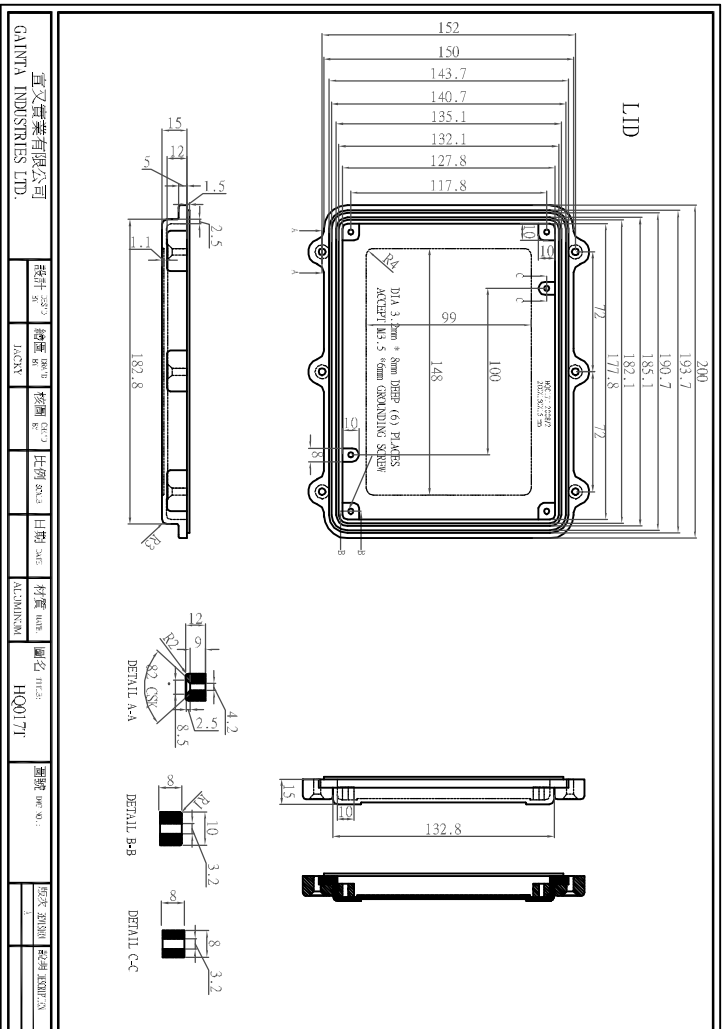 LID
152
150
143.7
140.7
135.1
132.1
127.8
117.8
200
193.7
190.7
185.1
182.1
177.8
72
72
10
10
C
C
R4
DIA 3.2mm * 8mm DEEP (6) PLACES
ACCEPT M3.5 *6mm GROUNDING SCREW
99
148
100
10
8
A
A
B
B
15
12
5
1.5
2.5
1.1
182.8
R3
12
9
R2
82 CSK
4.2
2.5
8.5
DETAIL A-A
8
10
3.2
DETAIL B-B
8
8
3.2
DETAIL C-C
15
10
132.8
宣又實業有限公司
GAINTA INDUSTRIES LTD.
設計
繪圖
JACKY
核圖
比例
日期
材質
ALUMINUM
圖名
HQ017T
圖號
版次
說明